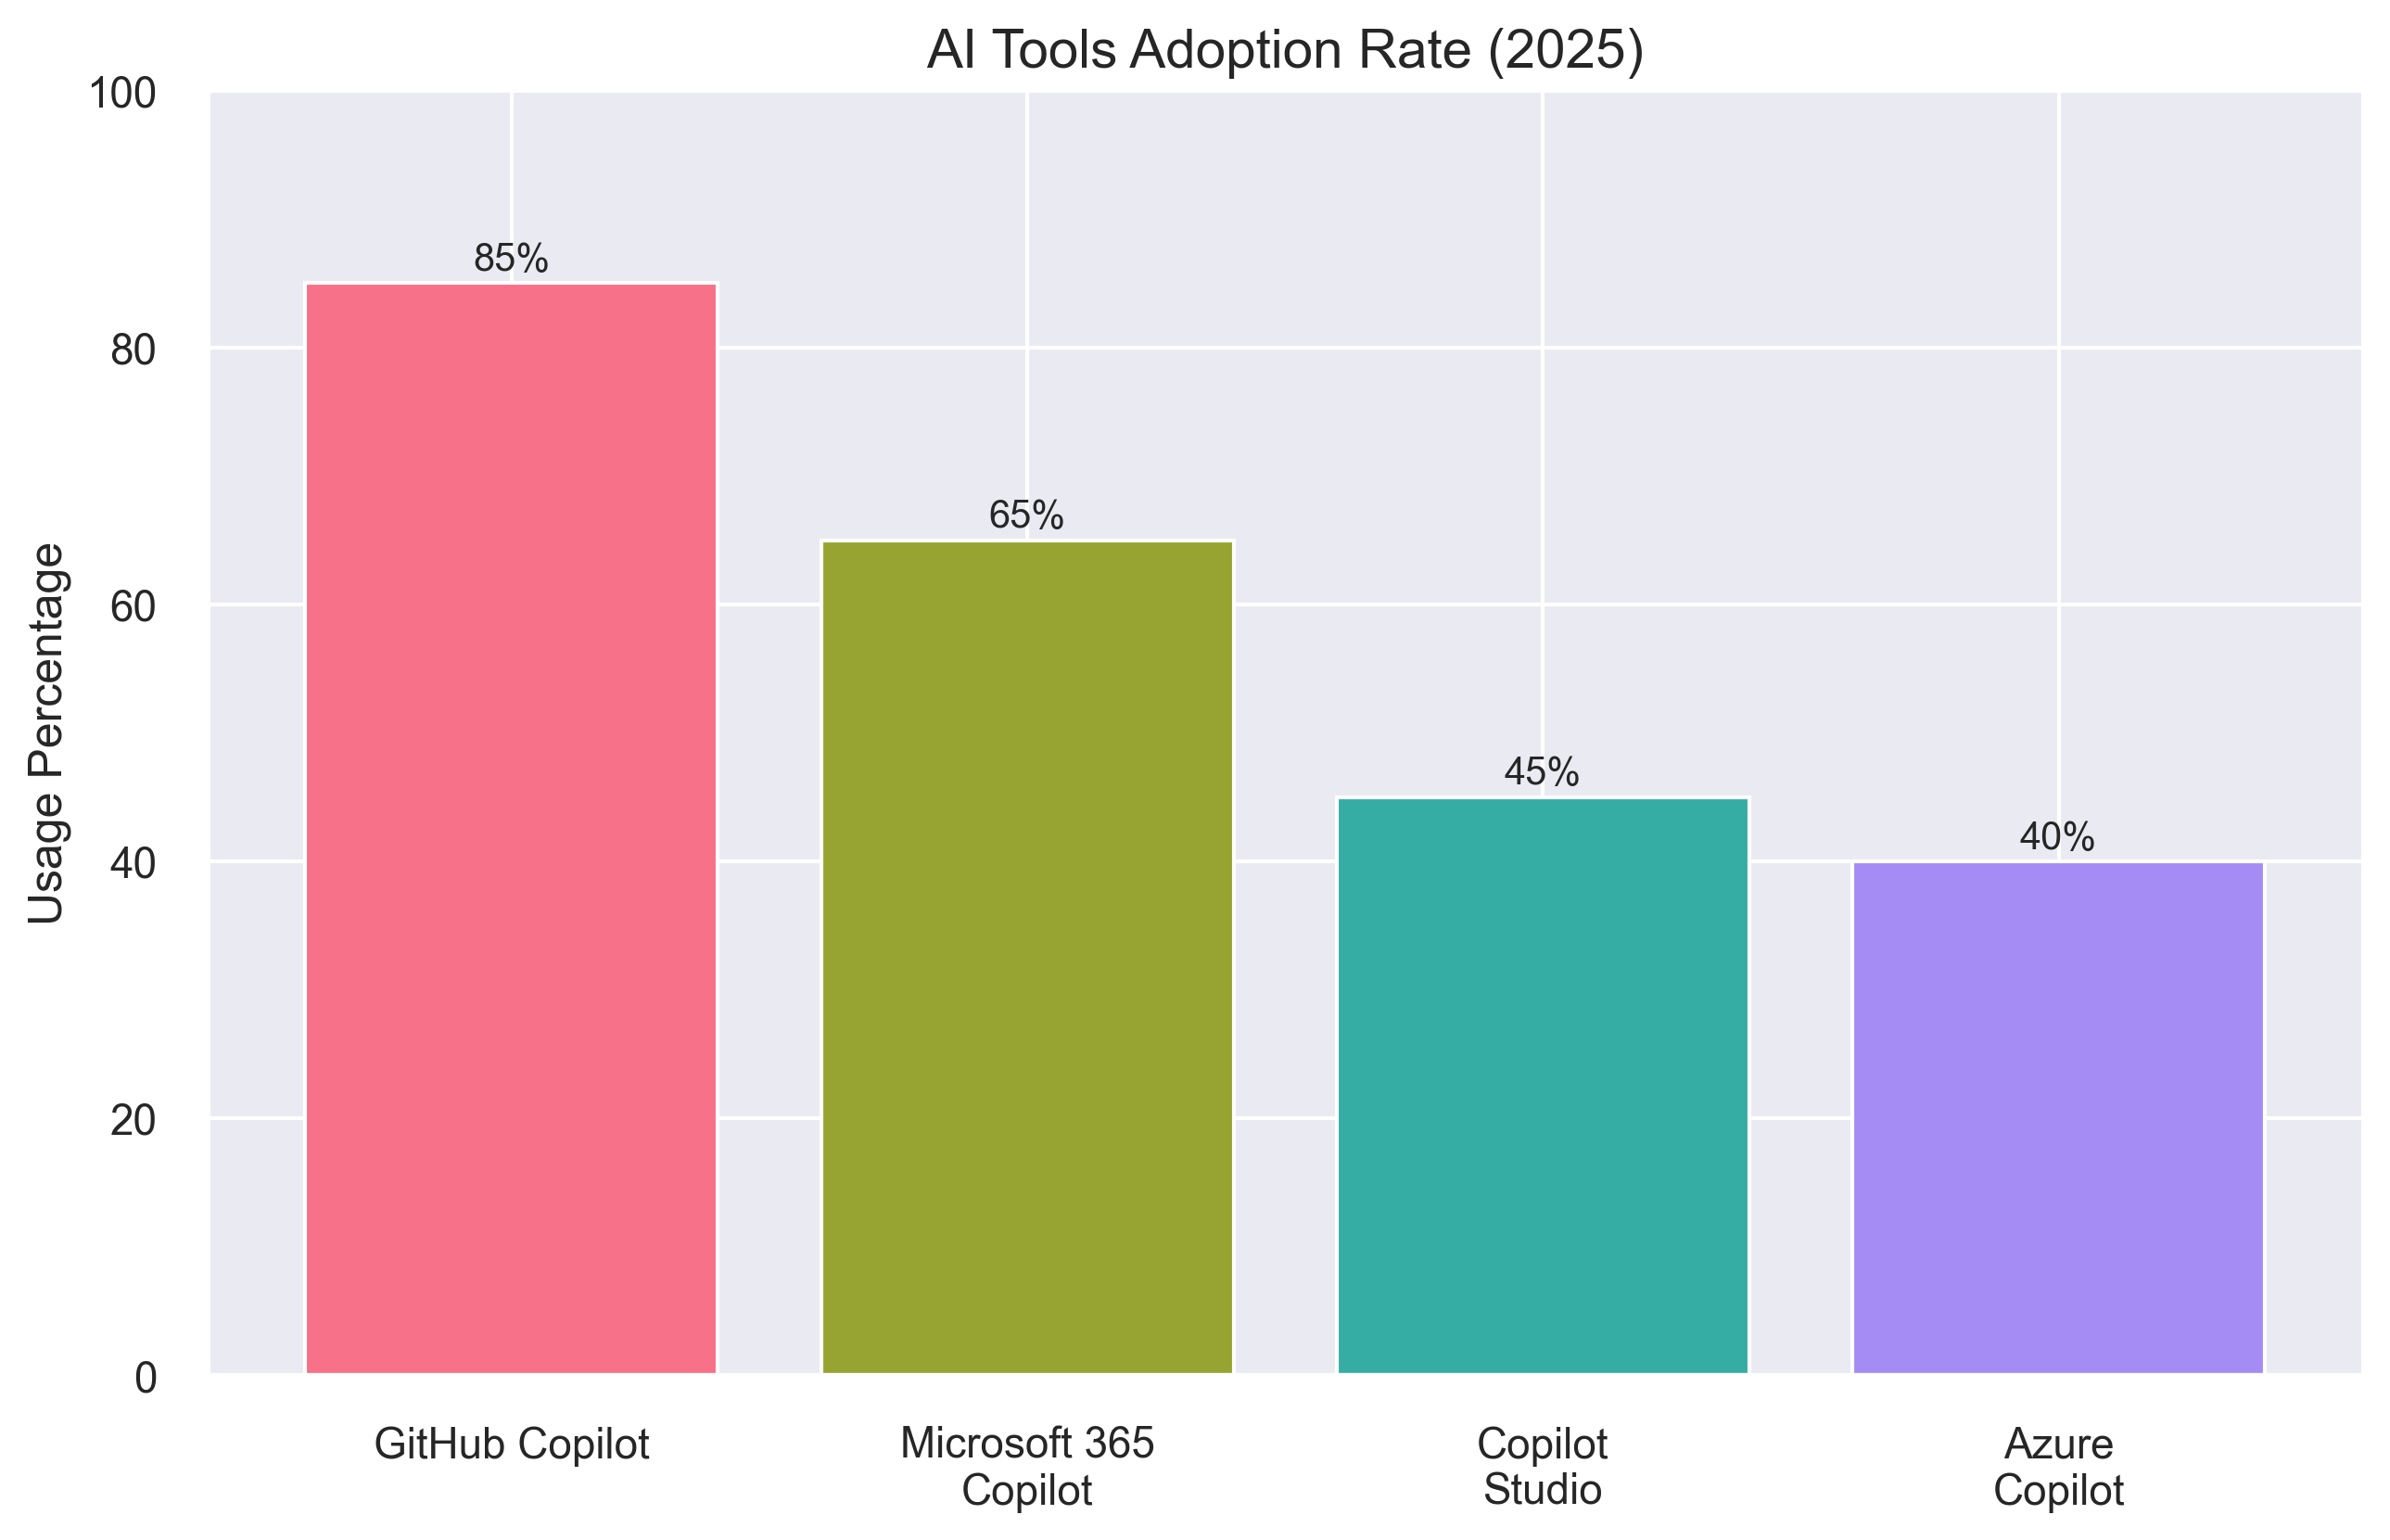 AI Tools Adoption Rate (2025)
Usage Percentage
100
80
60
40
20
0
85%
65%
45%
40%
GitHub Copilot
Microsoft 365
Copilot
Copilot
Studio
Azure
Copilot